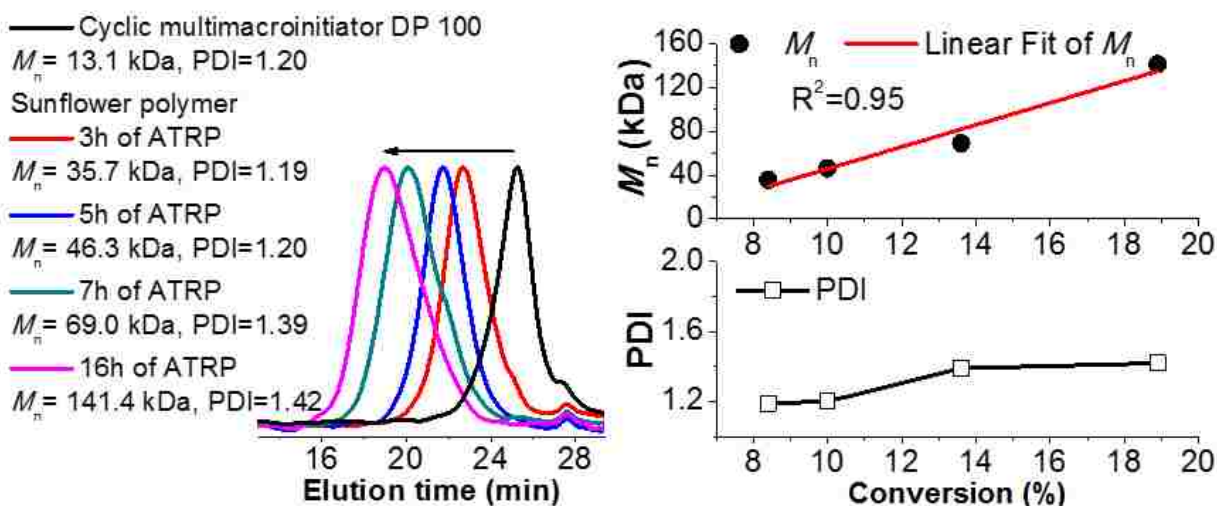 Cyclic multimacroinitiator DP 100
Mn= 13.1 kDa, PDI=1.20
Sunflower polymer
3h of ATRP
Mn= 35.7 kDa, PDI=1.19
5h of ATRP
Mn= 46.3 kDa, PDI=1.20
7h of ATRP
Mn= 69.0 kDa, PDI=1.39
16h of ATRP
Mn= 141.4 kDa, PDI=1.42
16 20 24 28
Elution time (min)
Mn Linear Fit of Mn
R²=0.95
160
120
80
40
0
Mn (kDa)
8 10 12 14 16 18 20
PDI
2.0
1.6
1.2
PDI
8 10 12 14 16 18 20
Conversion (%)